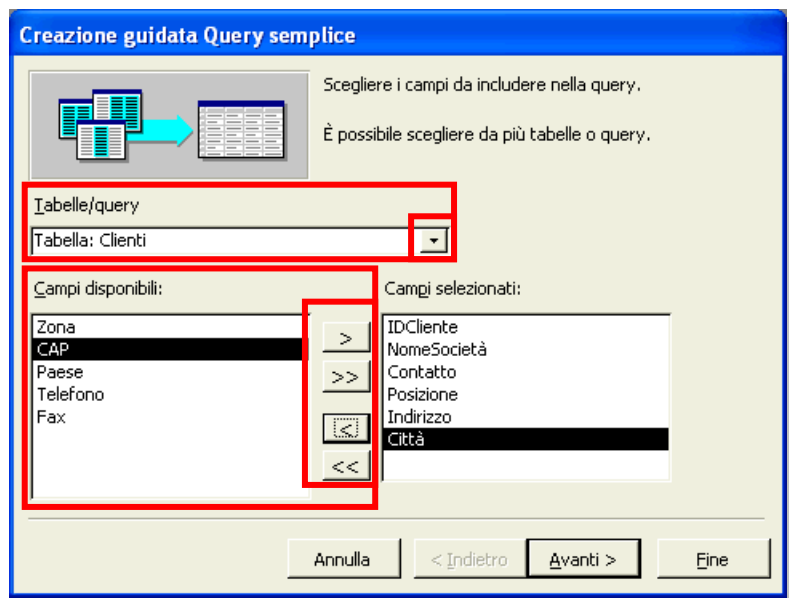 Creazione guidata Query semplice
Scegliere i campi da includere nella query.
È possibile scegliere da più tabelle o query.
Tabelle/query
Tabella: Clienti
Campi disponibili:
Zona
CAP
Paese
Telefono
Fax
>
>>
<
<<
Campi selezionati:
IDCliente
NomeSocietà
Contatto
Posizione
Indirizzo
Città
Annulla
< Indietro
Avanti >
Fine